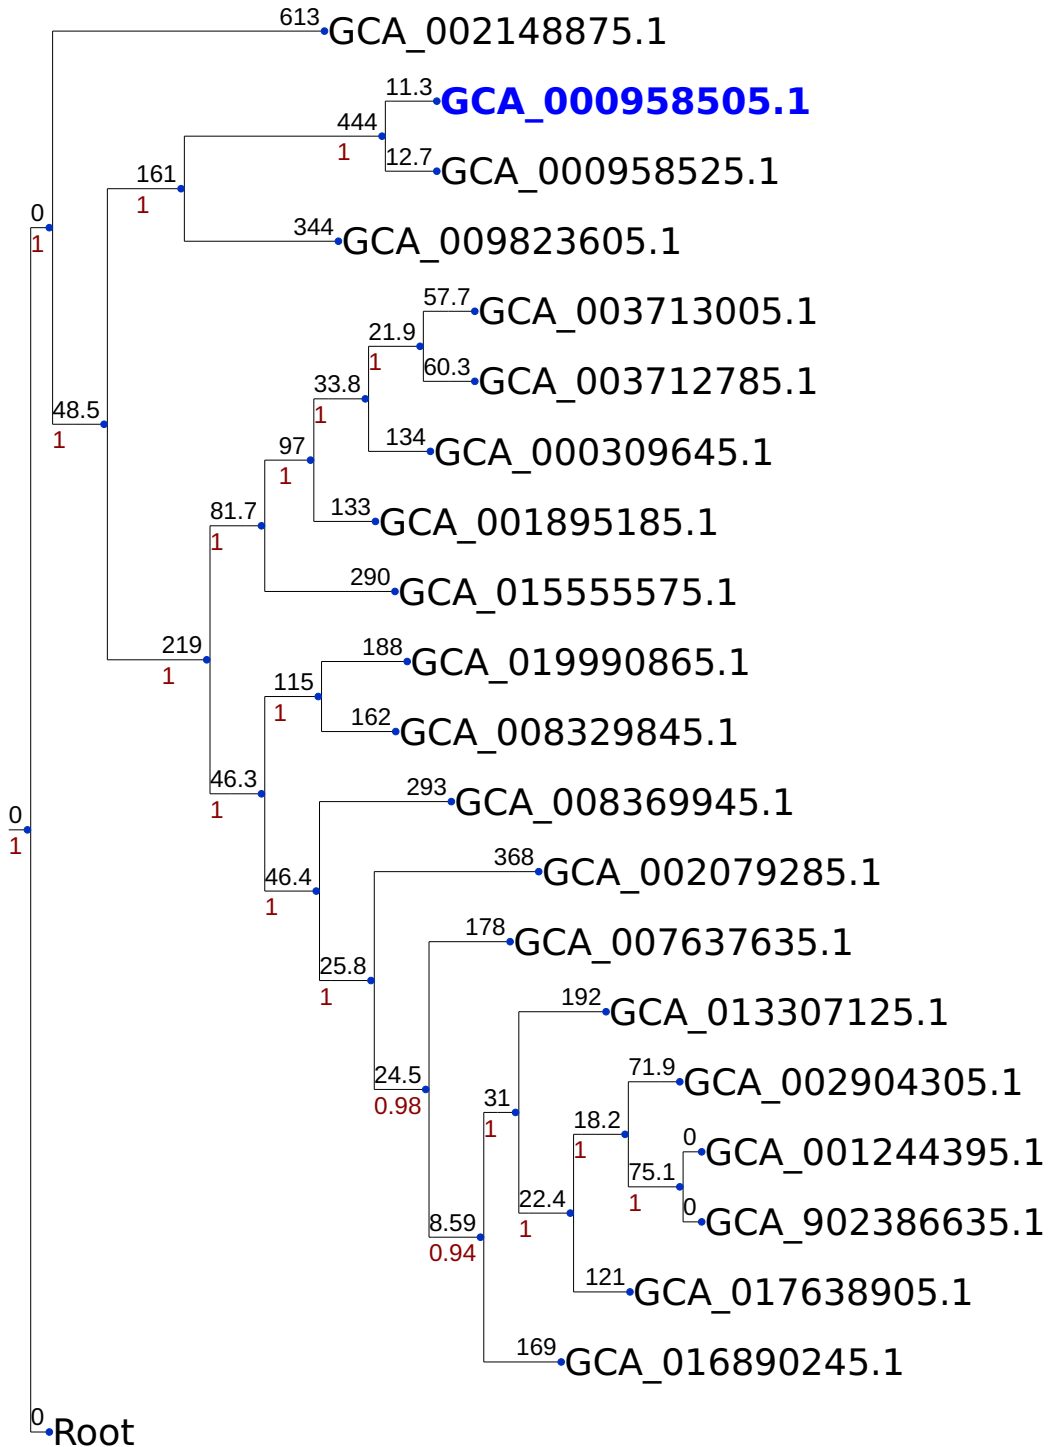 613
GCA_002148875.1
11.3
GCA_000958505.1
444
1
12.7
GCA_000958525.1
161
1
344
GCA_009823605.1
0
1
57.7
GCA_003713005.1
21.9
1
60.3
GCA_003712785.1
33.8
1
134
GCA_000309645.1
48.5
1
97
1
133
GCA_001895185.1
81.7
1
290
GCA_015555575.1
219
1
188
GCA_019990865.1
115
1
162
GCA_008329845.1
46.3
1
293
GCA_008369945.1
0
1
368
GCA_002079285.1
46.4
1
178
GCA_007637635.1
25.8
1
192
GCA_013307125.1
24.5
0.98
71.9
GCA_002904305.1
31
1
18.2
1
0
GCA_001244395.1
75.1
1
0
GCA_902386635.1
22.4
1
8.59
0.94
121
GCA_017638905.1
169
GCA_016890245.1
0
Root